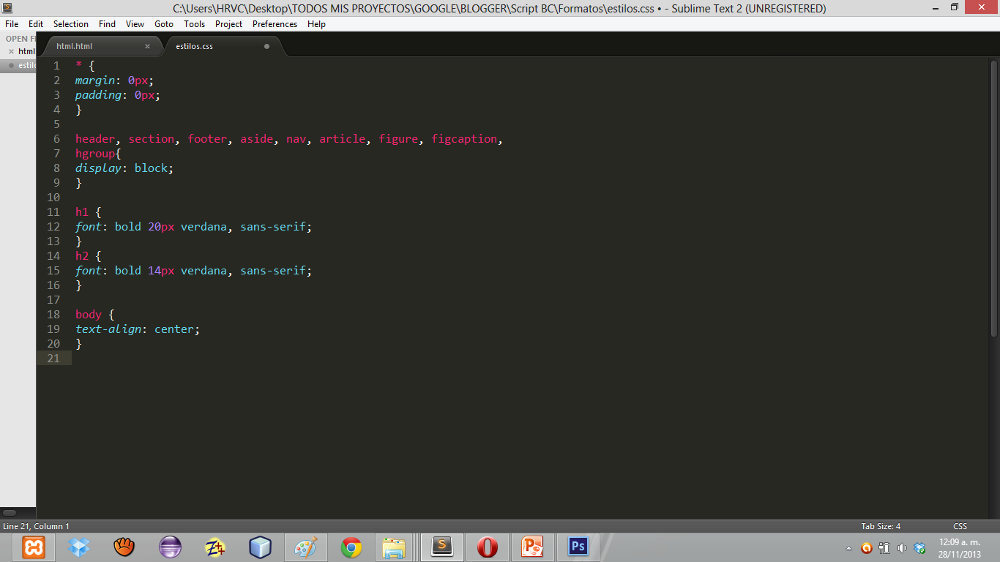 C:\Users\HRVC\Desktop\TODOS MIS PROYECTOS\GOOGLE\BLOGGER\Script BC\Formatos\estilos.css • - Sublime Text 2 (UNREGISTERED)
File Edit Selection Find View Goto Tools Project Preferences Help
OPEN FI
html
estilo
html.html estilos.css
1 * {
2 margin: 0px;
3 padding: 0px;
4 }
5
6 header, section, footer, aside, nav, article, figure, figcaption,
7 hgroup{
8 display: block;
9 }
10
11 h1 {
12 font: bold 20px verdana, sans-serif;
13 }
14 h2 {
15 font: bold 14px verdana, sans-serif;
16 }
17
18 body {
19 text-align: center;
20 }
21
Line 21, Column 1 Tab Size: 4 CSS
Ps
12:09 a. m.
28/11/2013